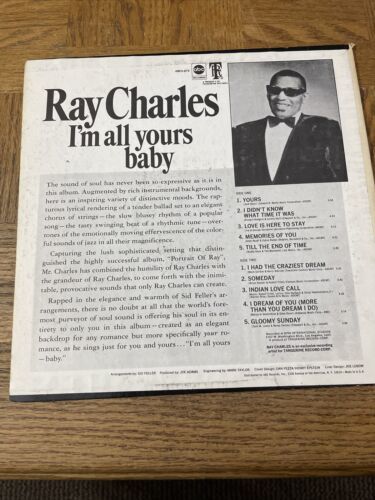 abc
Ray Charles
I'm all yours
baby
The sound of soul has never been so expressive as it is in
this album. Augmented by rich instrumental backgrounds,
here is an inspiring variety of distinctive moods. The rap-
turous lyrical rendering of a tender ballad set to an elegant
chorus of strings—the slow bluesy rhythm of a popular
song—the tasty swinging, beat of a rhythmic dance tune—
each of the emotionally moving effervescence of the color-
ful sounds of jazz in all their magnificence.
Capturing the lush sophisticated, setting that distin-
guished the highly successful album, "Portrait Of Ray".
Mr. Charles has combined the humility of Ray Charles with
the grandeur of Ray Charles, to come forth with the inimi-
table, provocative sounds that only Ray Charles can create.
Rapped in the elegance and warmth of Sid Feller's ar-
rangements, there is no doubt at all that the world's fore-
most purveyor of soul sound is offering his soul in its en-
tirety to only you in this album—created as an elegant
backdrop for any romance but more specifically your ro-
mance, as he sings just for you and yours... "I'm all yours
—baby."
SIDE ONE
1. YOURS
2. I DIDN'T KNOW
WHAT TIME IT WAS
3. LOVE IS HERE TO STAY
4. MEMORIES OF YOU
5. TILL THE END OF TIME
SIDE TWO
1. I HAD THE CRAZIEST DREAM
2. SOMEDAY
3. INDIAN LOVE CALL
4. I DREAM OF YOU (MORE
THAN YOU DREAM I DO)
5. GLOOMY SUNDAY
RAY CHARLES is an exclusive recording
artist for TANGERINE RECORD CORP.
Arrangements by: SID FELLER Produced by: JOE ADAMS